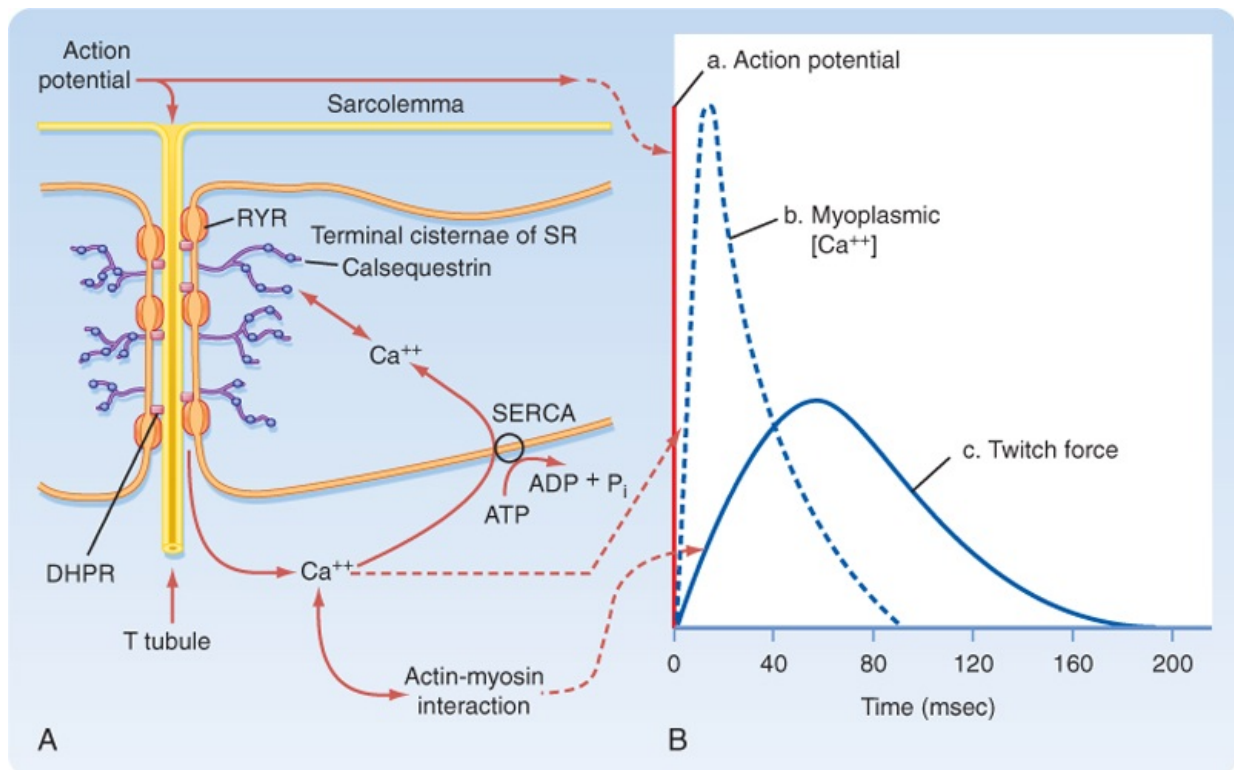 Action
potential
Sarcolemma
RYR
Terminal cisternae of SR
Calsequestrin
Ca⁺⁺
SERCA
ADP + Pᵢ
ATP
DHPR
Ca⁺⁺
T tubule
Actin-myosin
interaction
A
a. Action potential
b. Myoplasmic
[Ca⁺⁺]
c. Twitch force
0 40 80 120 160 200
Time (msec)
B